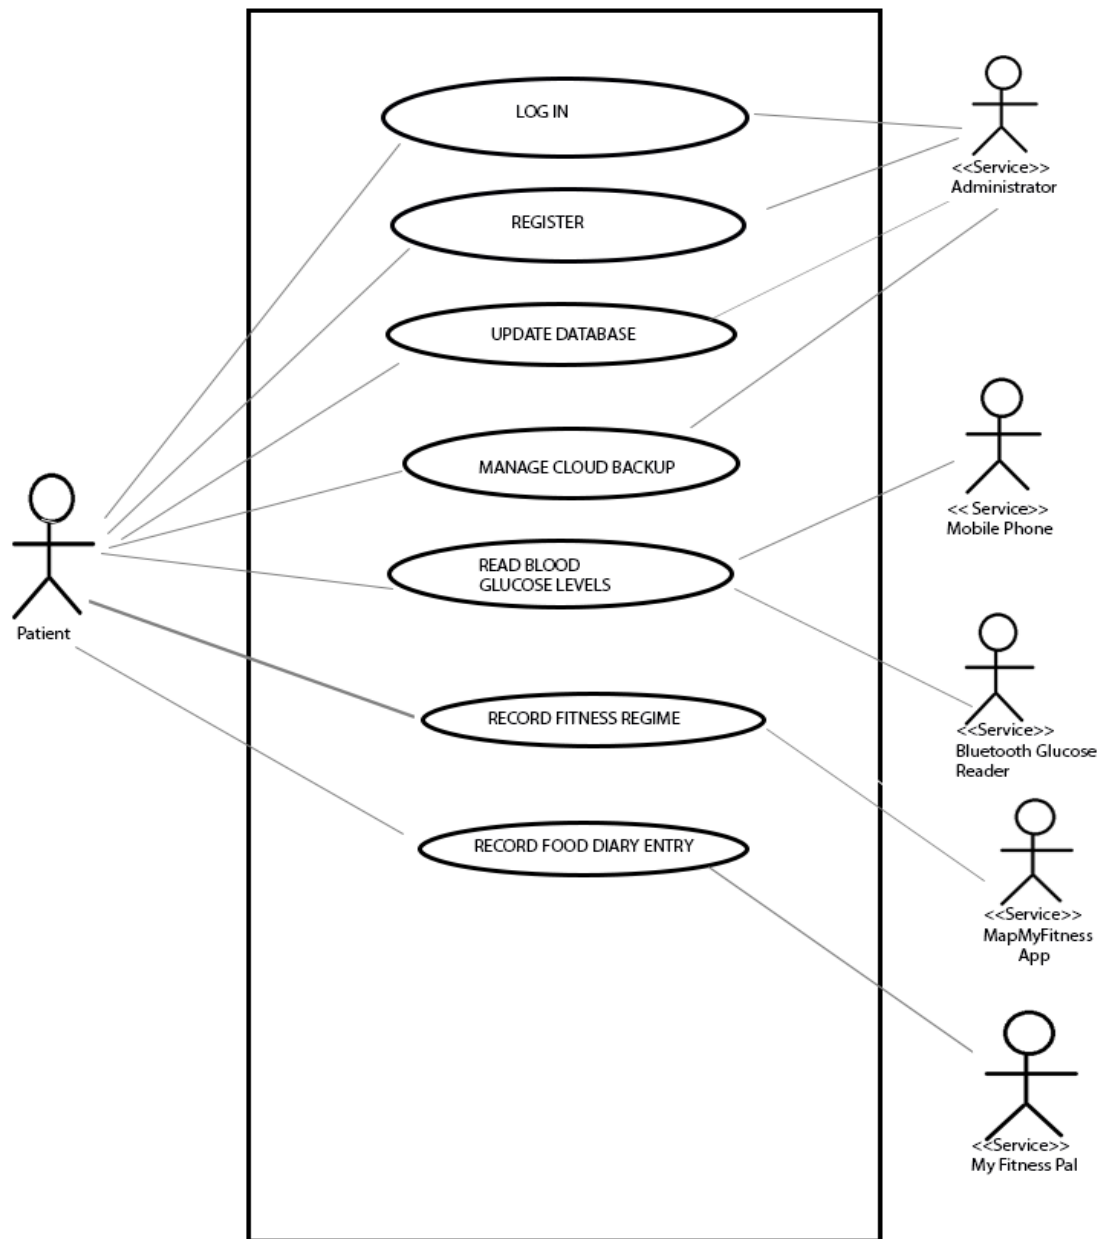 LOG IN
<<Service>>
Administrator
REGISTER
UPDATE DATABASE
MANAGE CLOUD BACKUP
<< Service>>
Mobile Phone
READ BLOOD
GLUCOSE LEVELS
Patient
RECORD FITNESS REGIME
<<Service>>
Bluetooth Glucose
Reader
RECORD FOOD DIARY ENTRY
<<Service>>
MapMyFitness
App
<<Service>>
My Fitness Pal